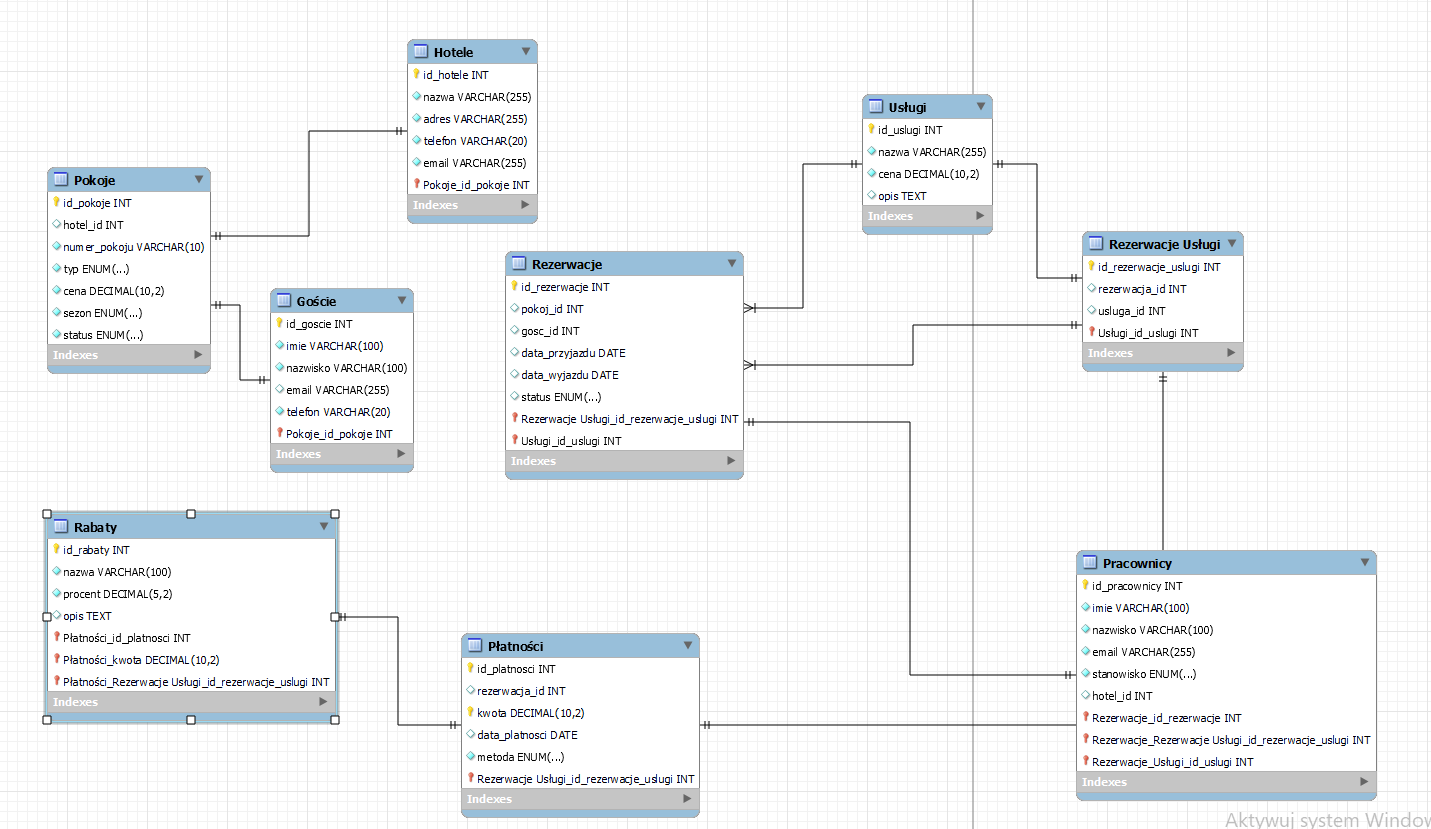 Hotele
id_hotele INT
nazwa VARCHAR(255)
adres VARCHAR(255)
telefon VARCHAR(20)
email VARCHAR(255)
Pokoje_id_pokoje INT
Indexes
Usługi
id_uslugi INT
nazwa VARCHAR(255)
cena DECIMAL(10,2)
opis TEXT
Indexes
Pokoje
id_pokoje INT
hotel_id INT
numer_pokoju VARCHAR(10)
typ ENUM(...)
cena DECIMAL(10,2)
sezon ENUM(...)
status ENUM(...)
Indexes
Goście
id_goscie INT
imie VARCHAR(100)
nazwisko VARCHAR(100)
email VARCHAR(255)
telefon VARCHAR(20)
Pokoje_id_pokoje INT
Indexes
Rezerwacje
id_rezerwacje INT
pokoj_id INT
gosc_id INT
data_przyjazdu DATE
data_wyjazdu DATE
status ENUM(...)
Rezerwacje Usługi_id_rezerwacje_uslugi INT
Usługi_id_uslugi INT
Indexes
Rezerwacje Usługi
id_rezerwacje_uslugi INT
rezerwacja_id INT
usluga_id INT
Usługi_id_uslugi INT
Indexes
Rabaty
id_rabaty INT
nazwa VARCHAR(100)
procent DECIMAL(5,2)
opis TEXT
Płatności_id_platnosci INT
Płatności_kwota DECIMAL(10,2)
Płatności_Rezerwacje Usługi_id_rezerwacje_uslugi INT
Indexes
Płatności
id_platnosci INT
rezerwacja_id INT
kwota DECIMAL(10,2)
data_platnosci DATE
metoda ENUM(...)
Rezerwacje Usługi_id_rezerwacje_uslugi INT
Indexes
Pracownicy
id_pracownicy INT
imie VARCHAR(100)
nazwisko VARCHAR(100)
email VARCHAR(255)
stanowisko ENUM(...)
hotel_id INT
Rezerwacje_id_rezerwacje INT
Rezerwacje_Rezerwacje Usługi_id_rezerwacje_uslugi INT
Rezerwacje_Usługi_id_uslugi INT
Indexes
Aktywuj system Window